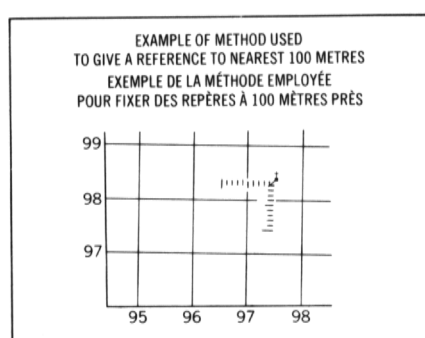 EXAMPLE OF METHOD USED
TO GIVE A REFERENCE TO NEAREST 100 METRES
EXEMPLE DE LA MÉTHODE EMPLOYÉE
POUR FIXER DES REPÈRES À 100 MÈTRES PRÈS
99
98
97
95 96 97 98